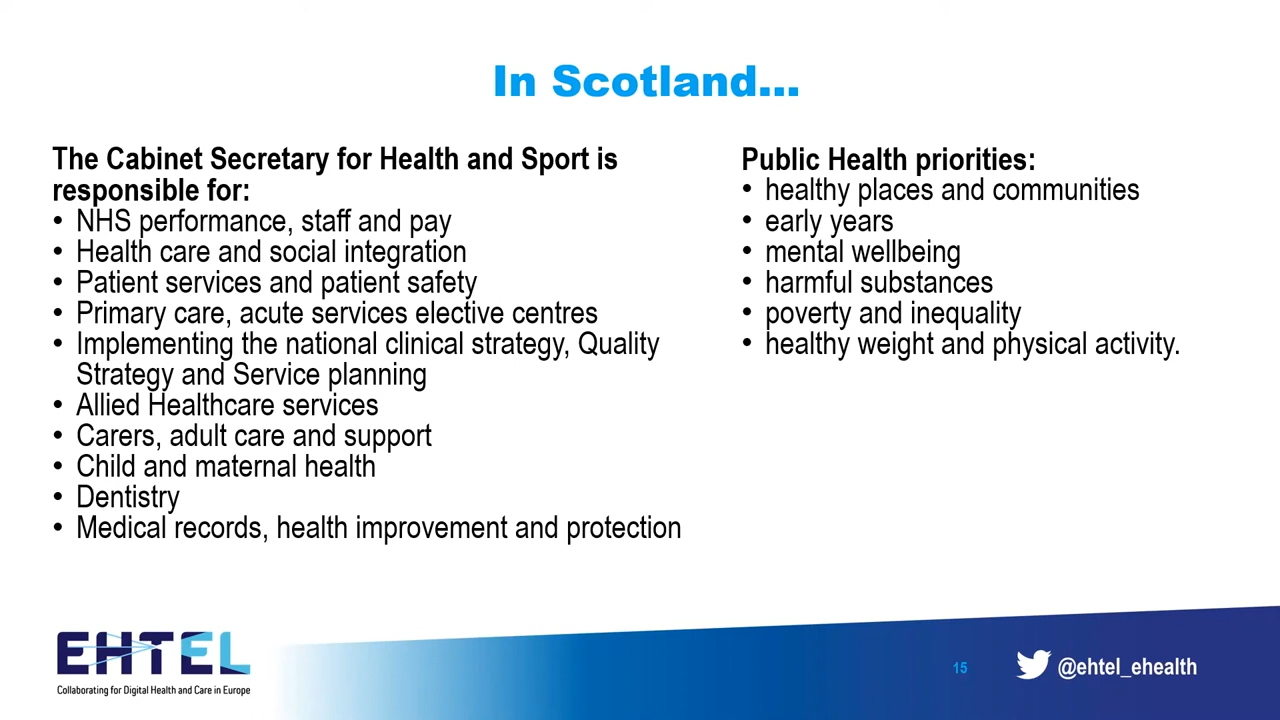 In Scotland...
The Cabinet Secretary for Health and Sport is
responsible for:
• NHS performance, staff and pay
• Health care and social integration
• Patient services and patient safety
• Primary care, acute services elective centres
• Implementing the national clinical strategy, Quality
Strategy and Service planning
• Allied Healthcare services
• Carers, adult care and support
• Child and maternal health
• Dentistry
• Medical records, health improvement and protection
Public Health priorities:
• healthy places and communities
• early years
• mental wellbeing
• harmful substances
• poverty and inequality
• healthy weight and physical activity.
EHTEL
Collaborating for Digital Health and Care in Europe
15
@ehtel_ehealth